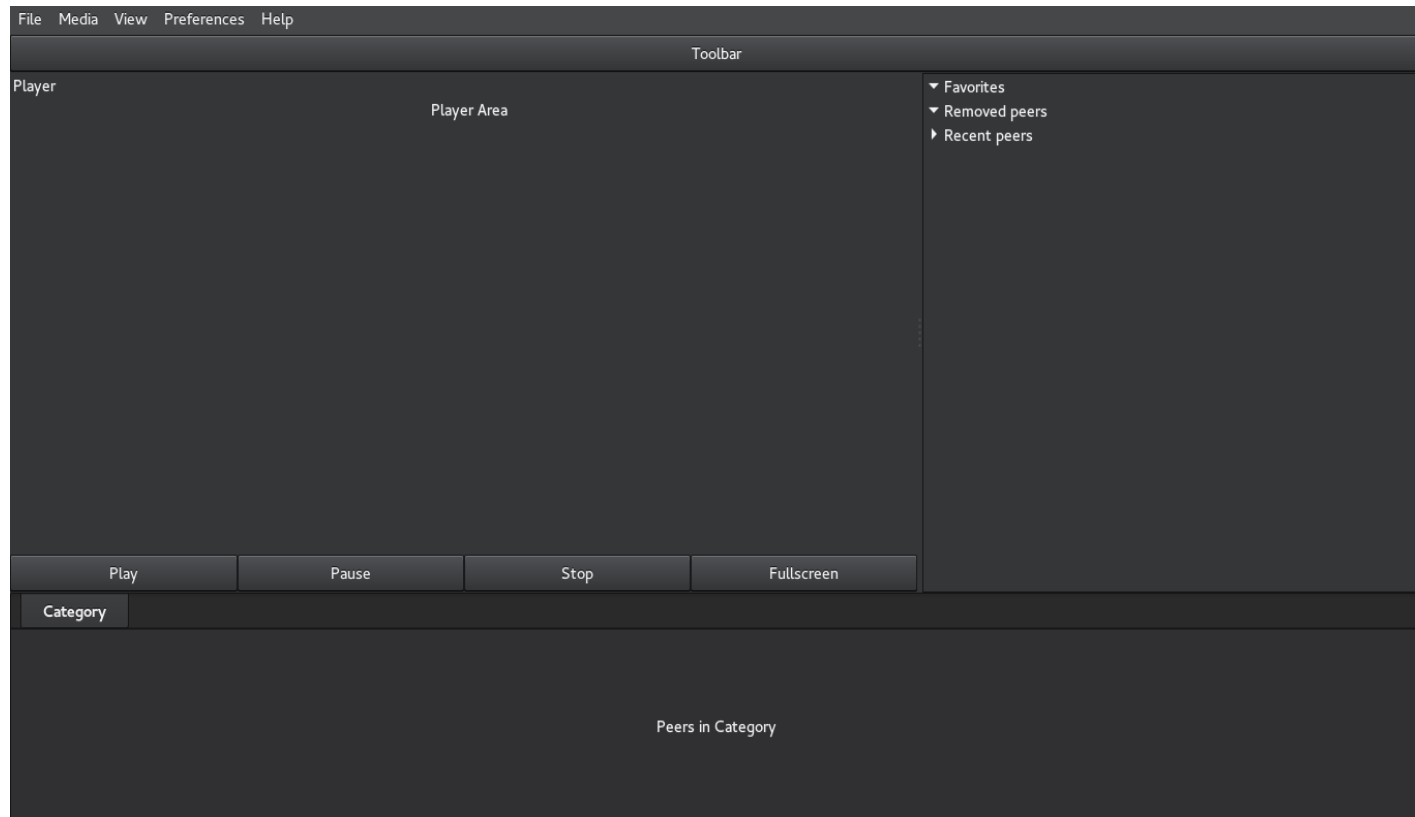 File Media View Preferences Help
Toolbar
Player
Player Area
Favorites
Removed peers
Recent peers
Play Pause Stop Fullscreen
Category
Peers in Category